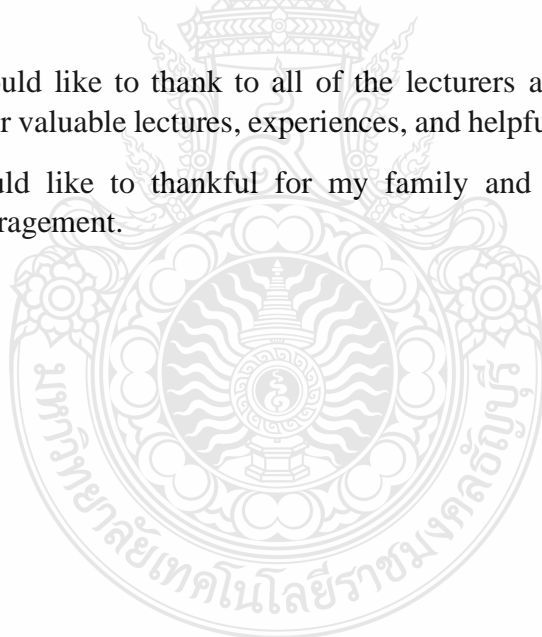 ould like to thank to all of the lecturers a
r valuable lectures, experiences, and helpfu
uld like to thankful for my family and
ragement.
มหาวิทยาลัยเทคโนโลยีราชมงคลธัญบุรี